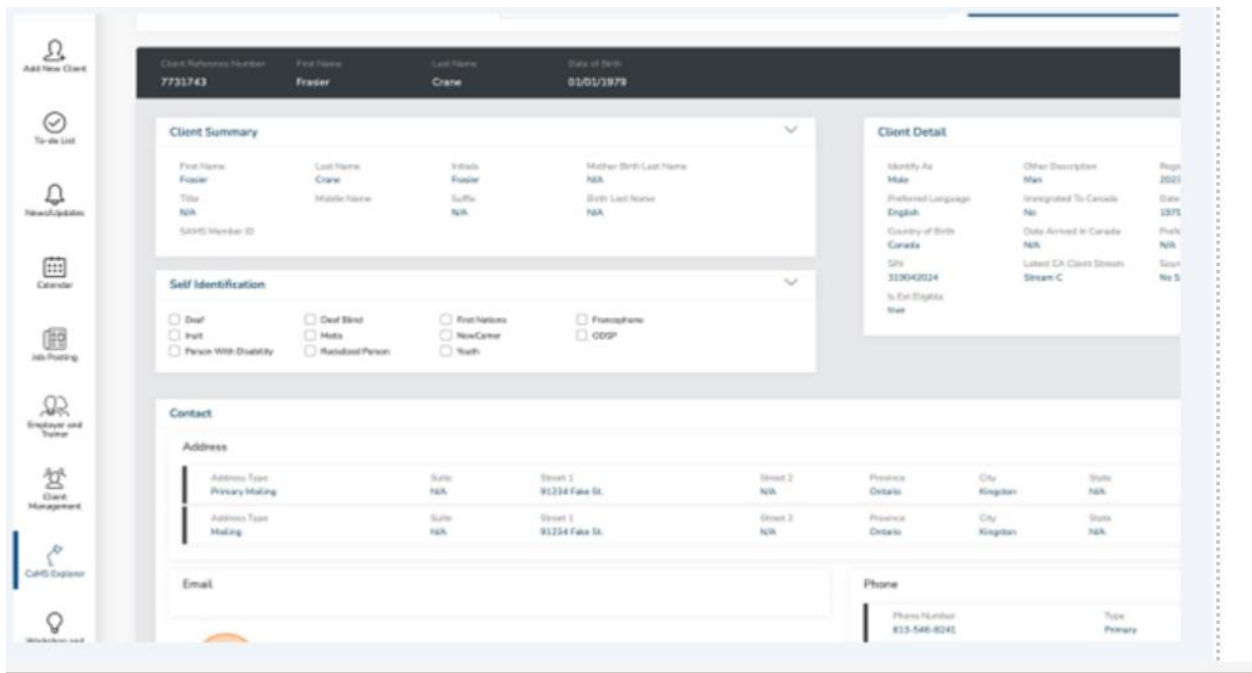 Add New Client
To-do List
News/Updates
Calendar
Job Posting
Employer and
Trainer
Client
Management
CaMS Explorer
Client Reference Number First Name Last Name Date of Birth
7731743 Frasier Crane 01/01/1979
Client Summary
First Name Last Name Initials Mother Birth Last Name
Frasier Crane Frasier N/A
Title Middle Name Suffix Birth Last Name
N/A N/A N/A
SAMS Member ID
Self Identification
Deaf Deaf Blind First Nations Francophone
Inuit Metis NewComer ODSP
Person With Disability Racialized Person Youth
Client Detail
Identify As Other Description
Male Man
Preferred Language Immigrated To Canada Date
English No
Country of Birth Date Arrived In Canada
Canada N/A N/A
SIN Latest CA Client Stream
Stream C No S
Is Ext Eligible
true
Contact
Address
Address Type Suite Street 1 Street 2 Province City State
Primary Mailing N/A 91234 Fake St. N/A Ontario Kingston N/A
Address Type Suite Street 1 Street 2 Province City State
Mailing N/A 91234 Fake St. N/A Ontario Kingston N/A
Email
Phone
Phone Number Type
613-546-8241 Primary